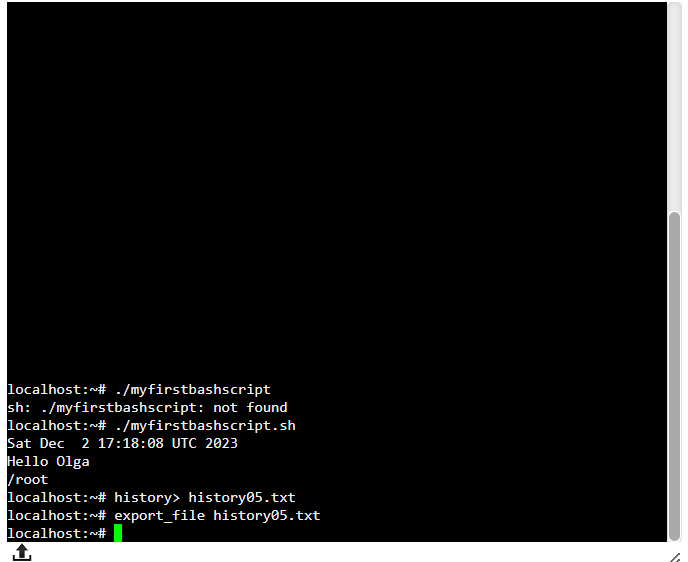 localhost:~# ./myfirstbashscript
sh: ./myfirstbashscript: not found
localhost:~# ./myfirstbashscript.sh
Sat Dec  2 17:18:08 UTC 2023
Hello Olga
/root
localhost:~# history> history05.txt
localhost:~# export_file history05.txt
localhost:~#